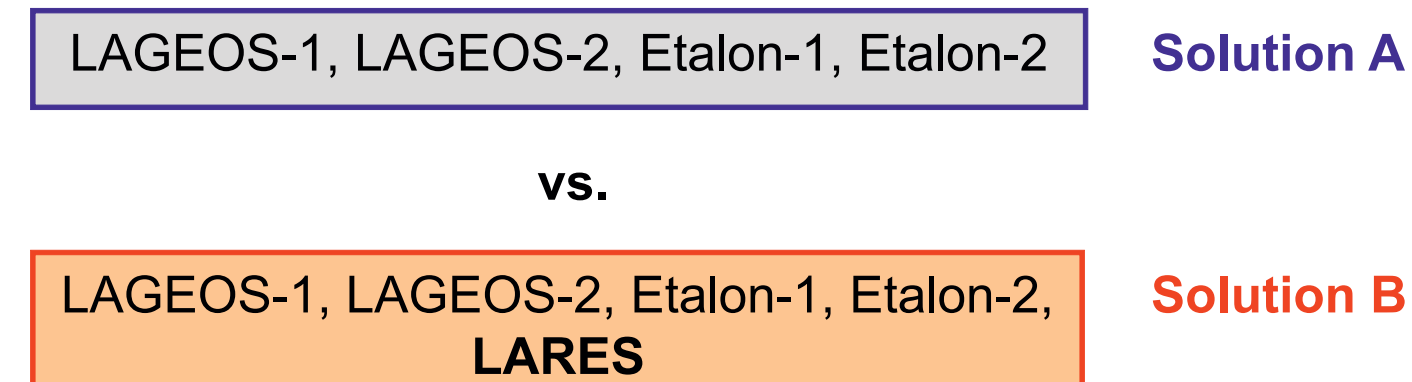 LAGEOS-1, LAGEOS-2, Etalon-1, Etalon-2
Solution A
vs.
LAGEOS-1, LAGEOS-2, Etalon-1, Etalon-2,
LARES
Solution B